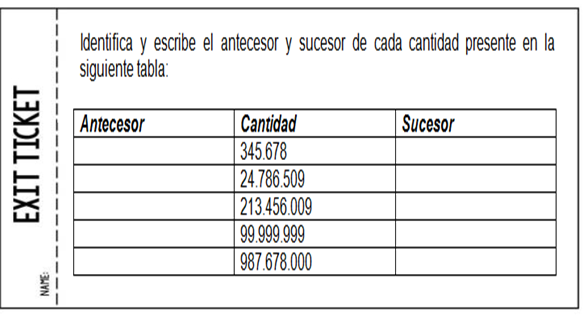 EXIT TICKET
NAME:
Identifica y escribe el antecesor y sucesor de cada cantidad presente en la
siguiente tabla:
Antecesor Cantidad Sucesor
345.678
24.786.509
213.456.009
99.999.999
987.678.000